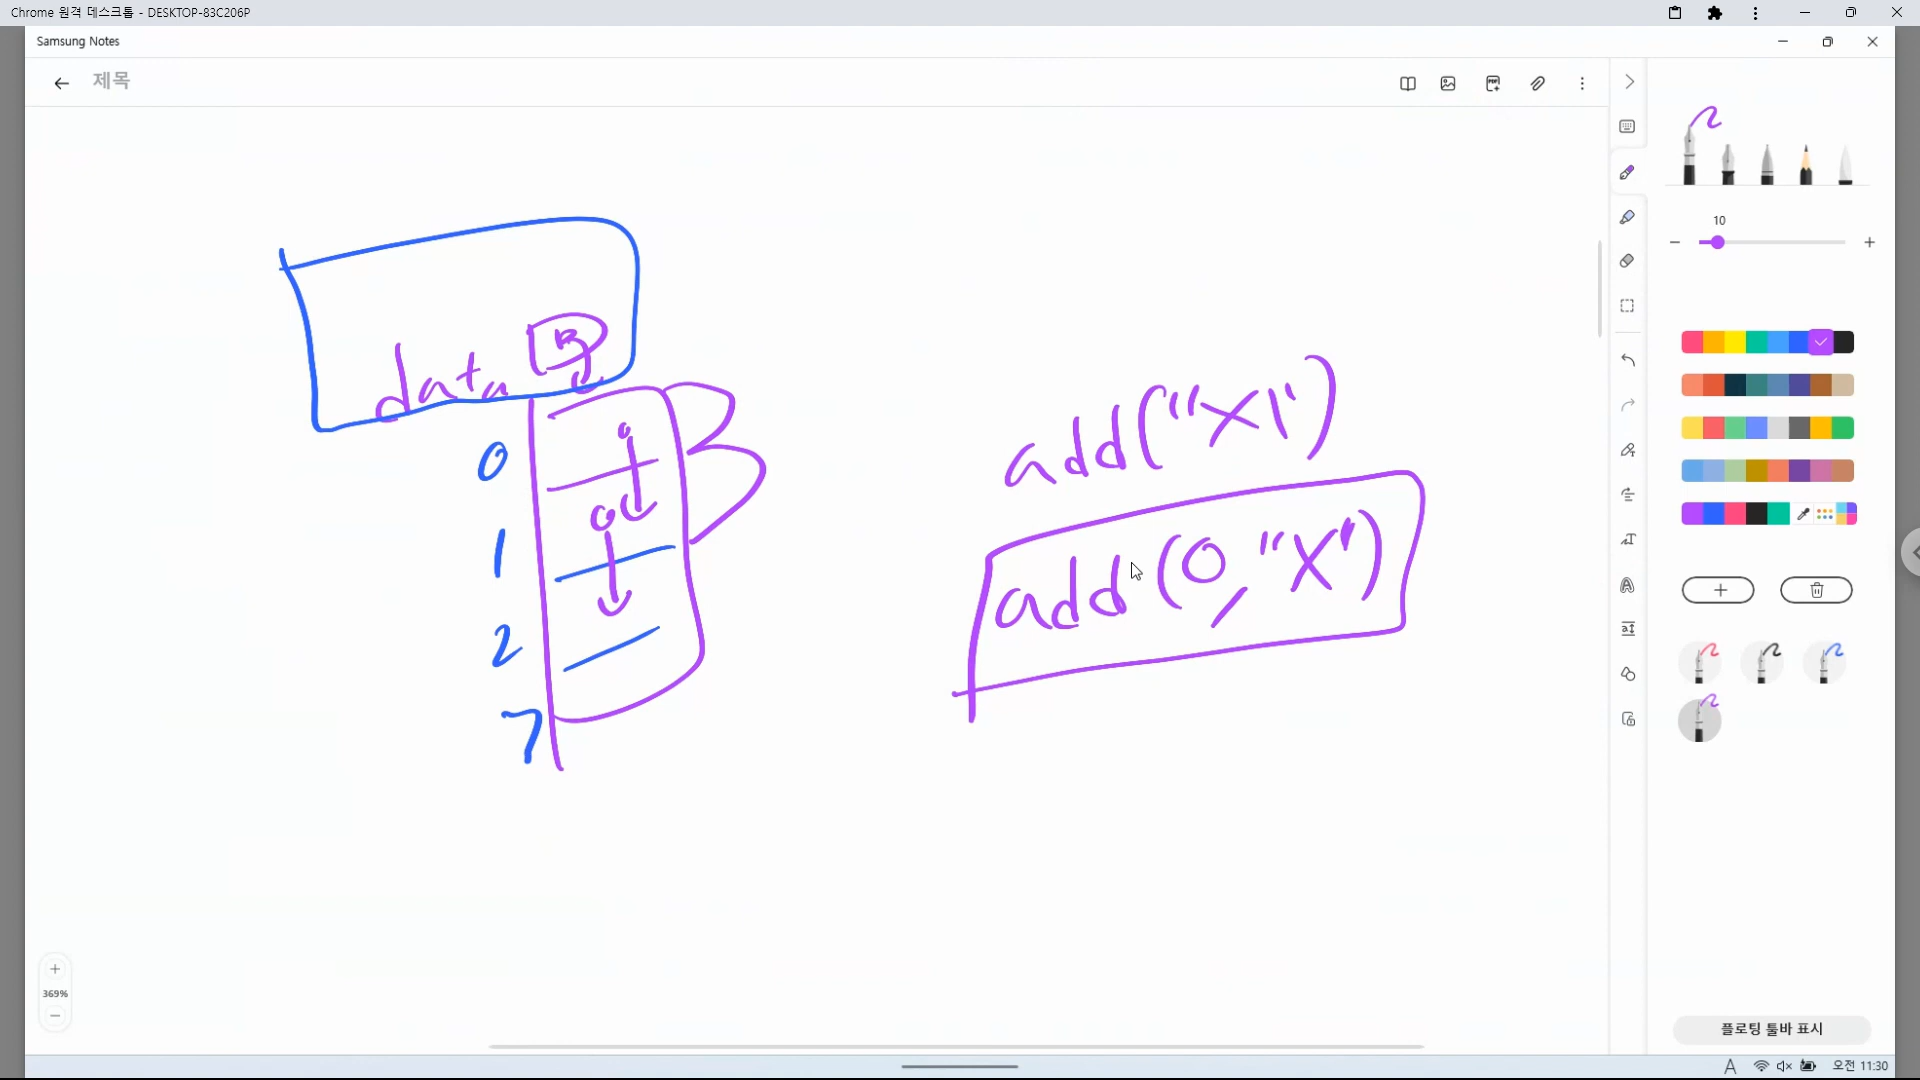 Chrome 원격 데스크톱 - DESKTOP-83C206P
Samsung Notes
제목
10
data
0
1
2
7
add("X")
add(0, "X")
369%
플로팅 툴바 표시
A 오전 11:30